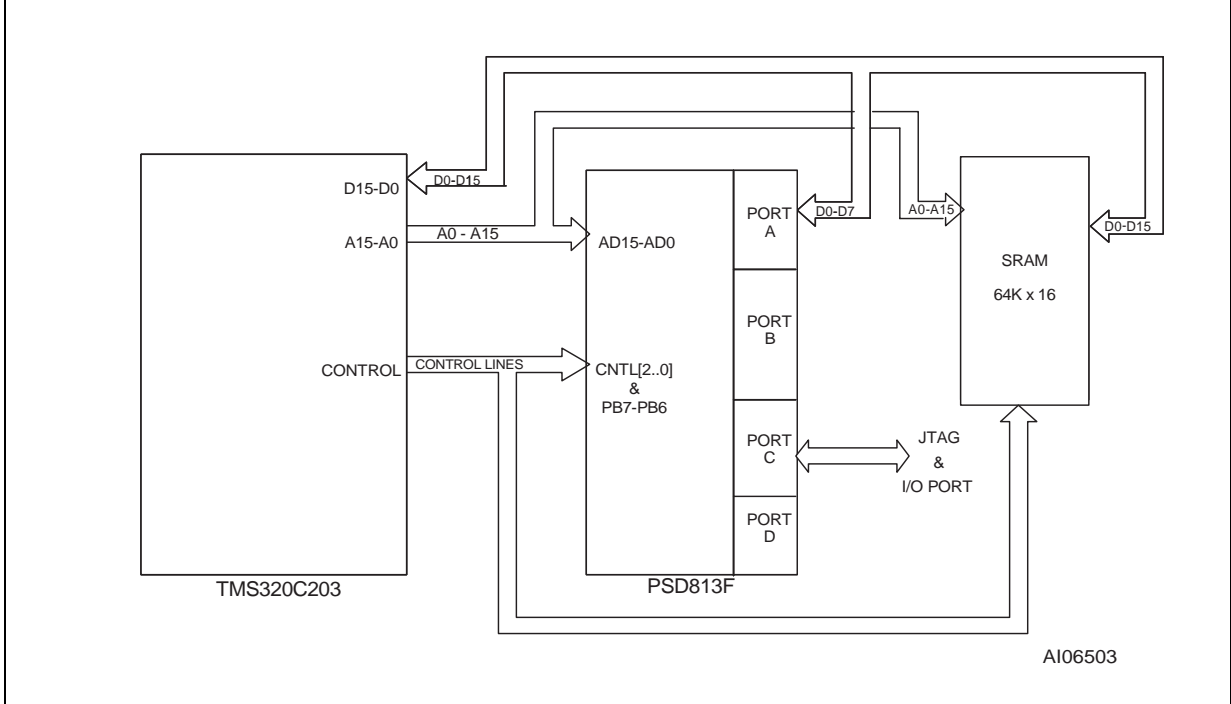 D15-D0
D0-D15
A15-A0
A0 - A15
CONTROL
CONTROL LINES
TMS320C203
AD15-AD0
CNTL[2..0]
&
PB7-PB6
PORT
A
PORT
B
PORT
C
PORT
D
PSD813F
D0-D7
A0-A15
SRAM
64K x 16
D0-D15
JTAG
&
I/O PORT
AI06503